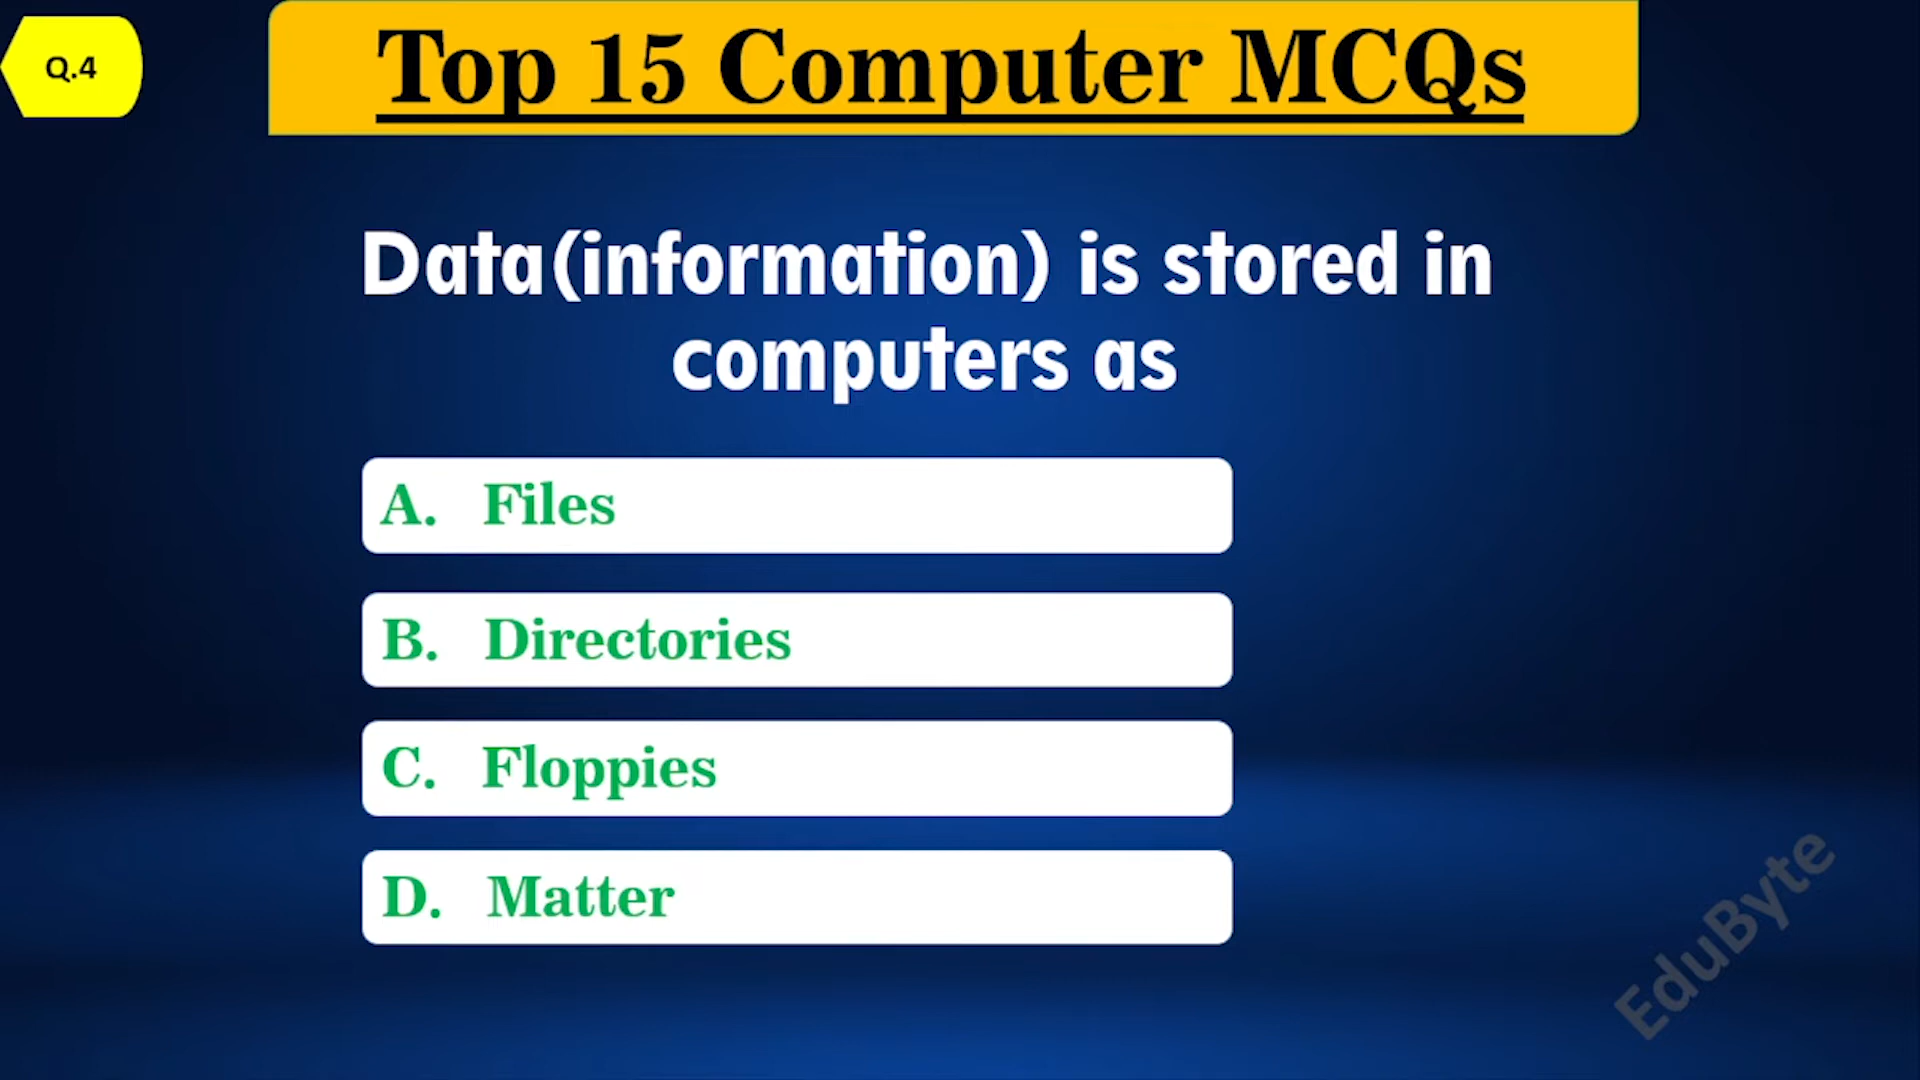 Q.4
Top 15 Computer MCQs
Data(information) is stored in
computers as
A. Files
B. Directories
C. Floppies
D. Matter
EduByte